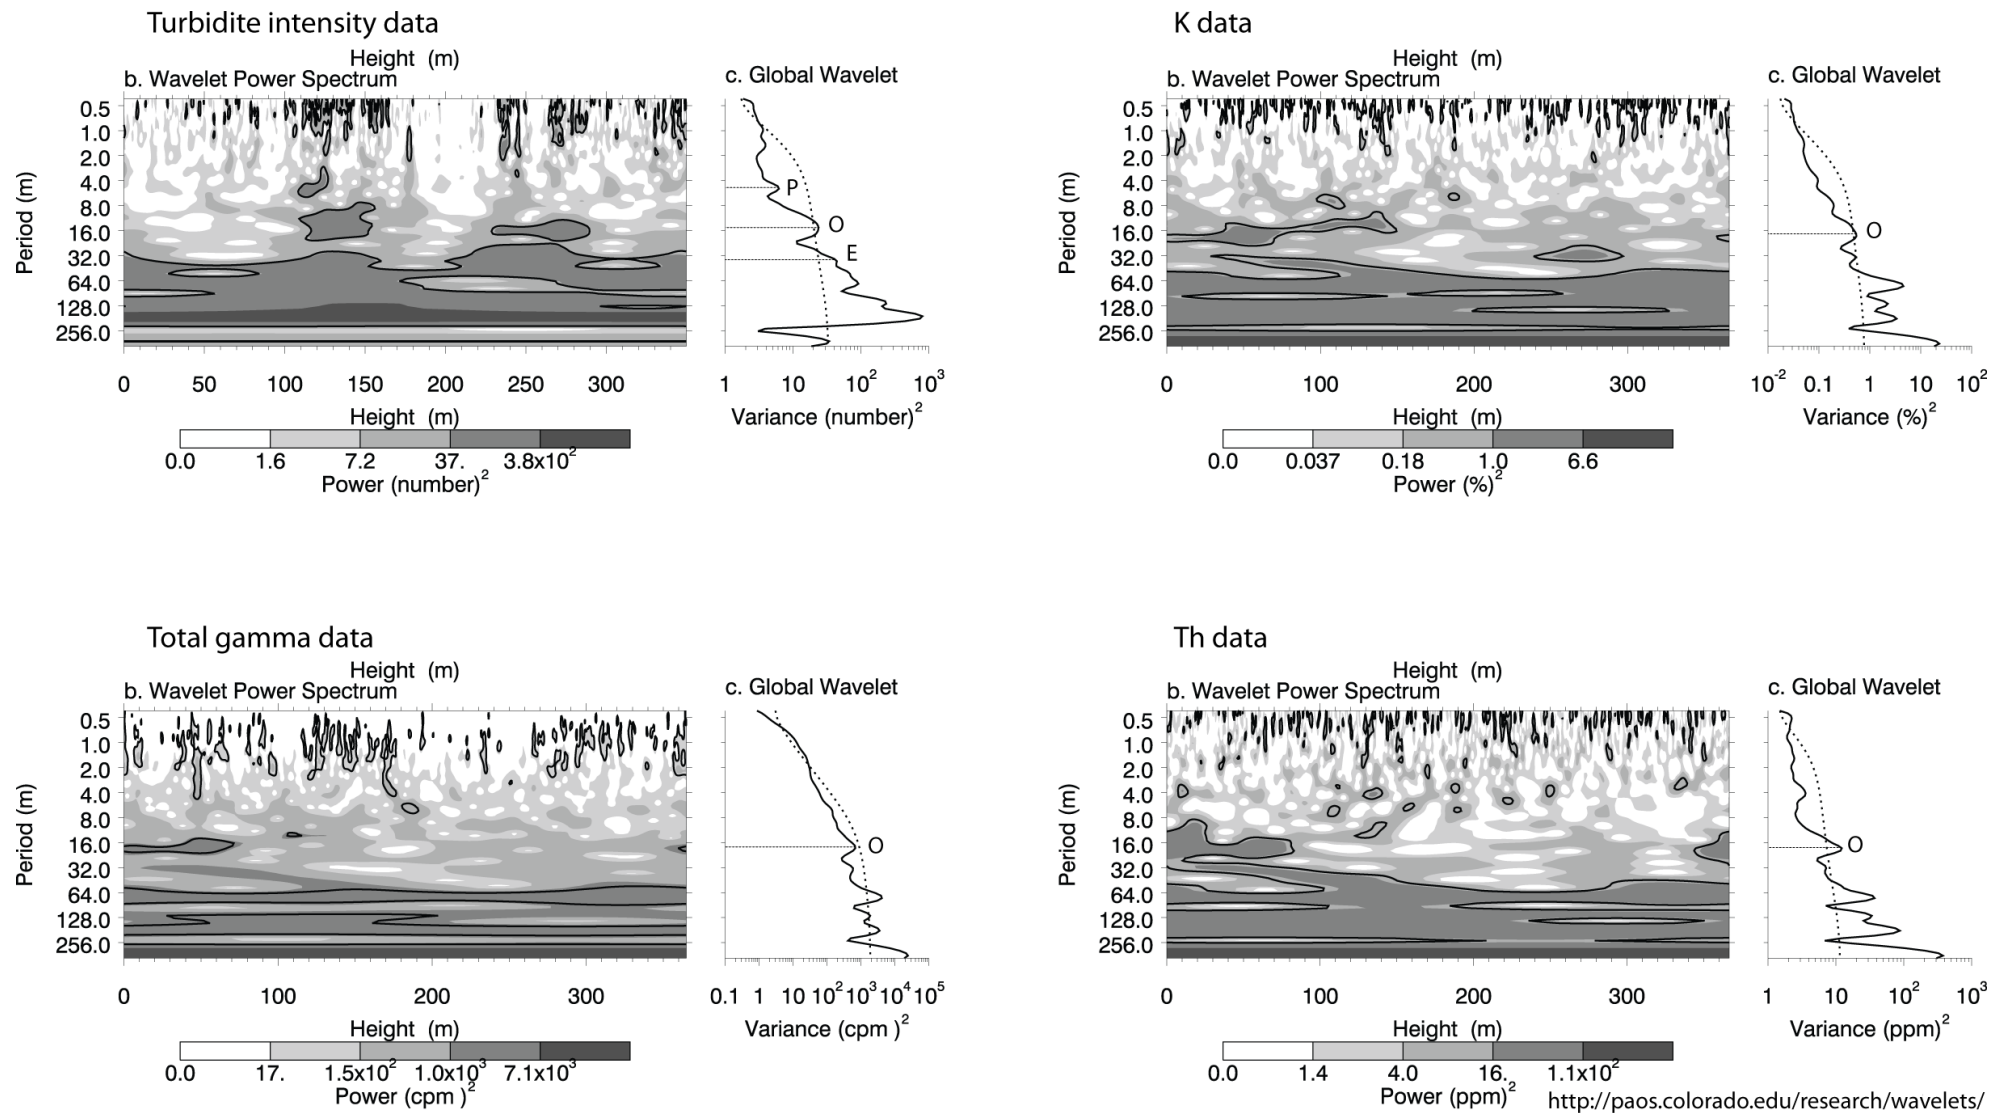 Turbidite intensity data
Height (m)
b. Wavelet Power Spectrum
c. Global Wavelet
Period (m)
0.5
1.0
2.0
4.0
8.0
16.0
32.0
64.0
128.0
256.0
P
O
E
0 50 100 150 200 250 300
1 10 10² 10³
Height (m)
Variance (number)²
0.0 1.6 7.2 37. 3.8x10²
Power (number)²
K data
Height (m)
b. Wavelet Power Spectrum
c. Global Wavelet
Period (m)
0.5
1.0
2.0
4.0
8.0
16.0
32.0
64.0
128.0
256.0
O
0 100 200 300
10⁻² 0.1 1 10 10²
Height (m)
Variance (%)²
0.0 0.037 0.18 1.0 6.6
Power (%)²
Total gamma data
Height (m)
b. Wavelet Power Spectrum
c. Global Wavelet
Period (m)
0.5
1.0
2.0
4.0
8.0
16.0
32.0
64.0
128.0
256.0
O
0 100 200 300
0.1 1 10 10² 10³ 10⁴ 10⁵
Height (m)
Variance (cpm )²
0.0 17. 1.5x10² 1.0x10³ 7.1x10³
Power (cpm )²
Th data
Height (m)
b. Wavelet Power Spectrum
c. Global Wavelet
Period (m)
0.5
1.0
2.0
4.0
8.0
16.0
32.0
64.0
128.0
256.0
O
0 100 200 300
1 10 10² 10³
Height (m)
Variance (ppm)²
0.0 1.4 4.0 16. 1.1x10²
Power (ppm)²
http://paos.colorado.edu/research/wavelets/